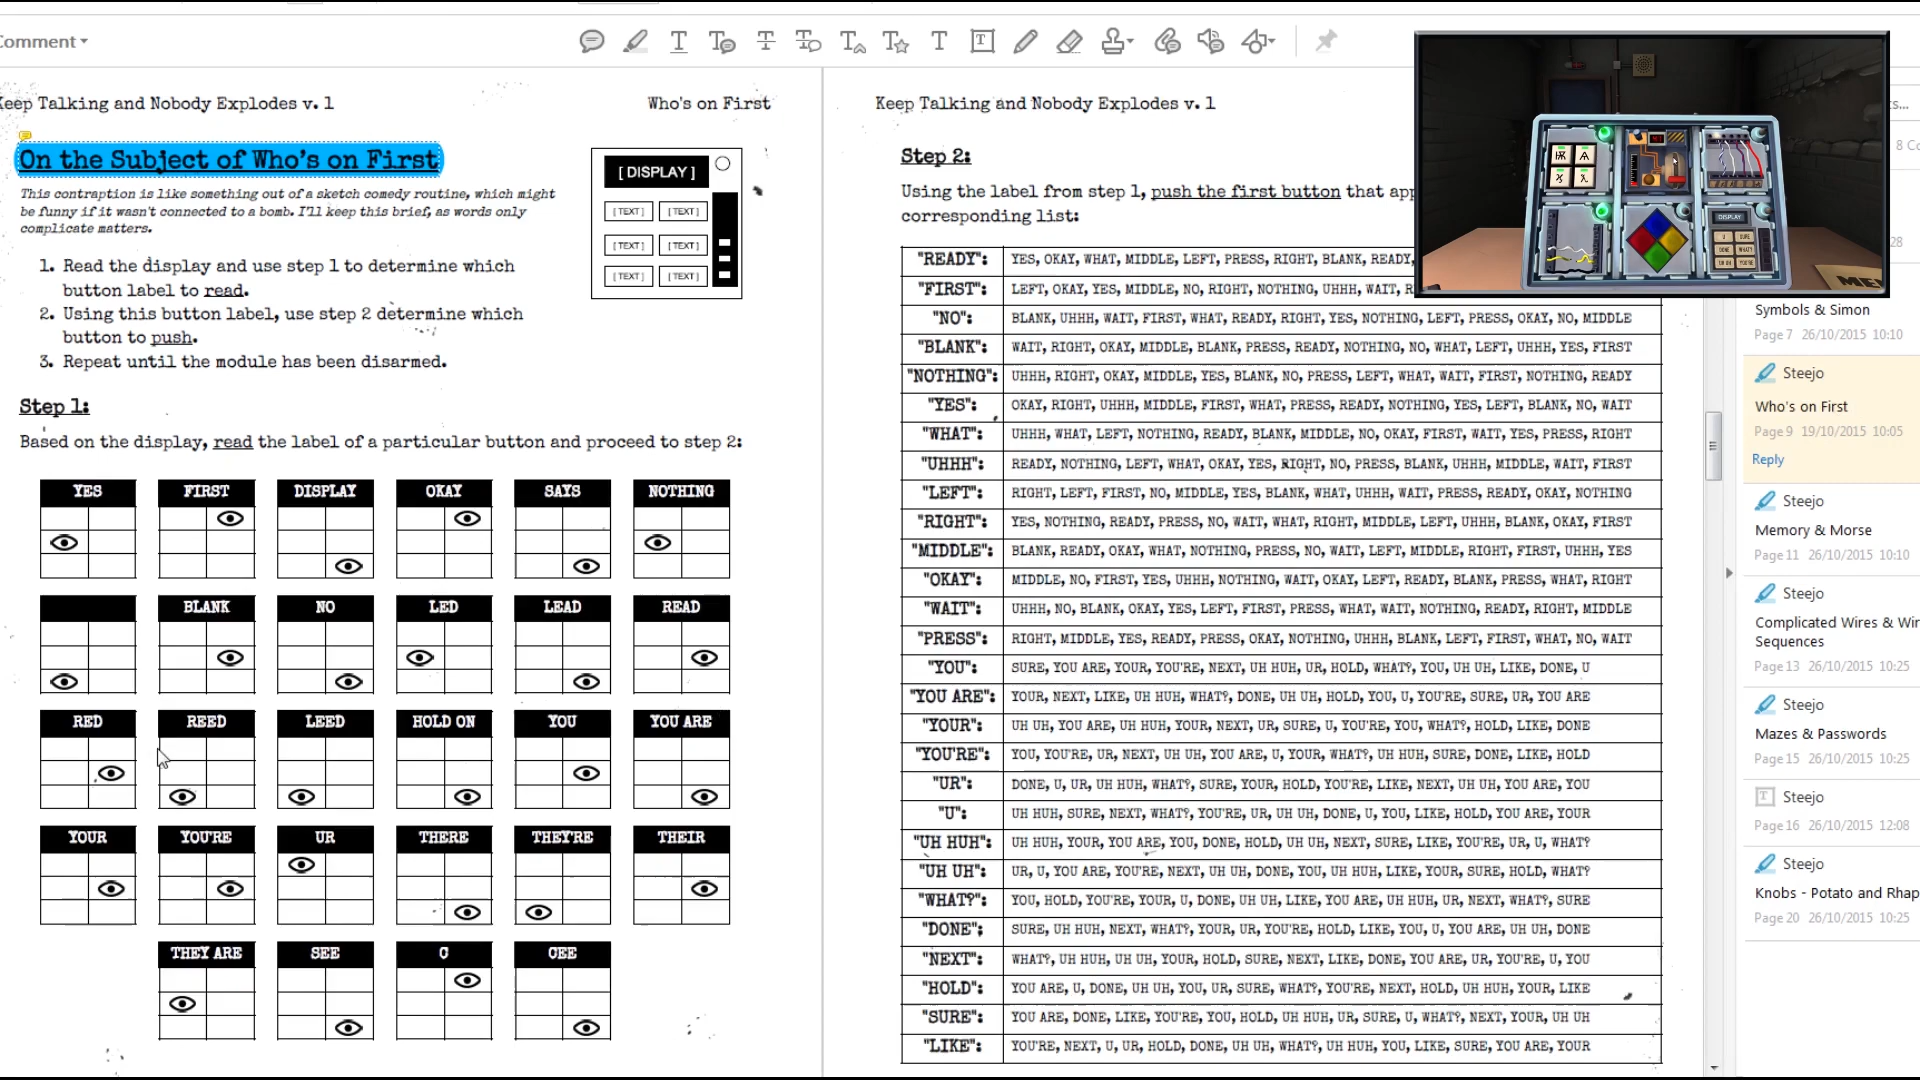 Comment
Keep Talking and Nobody Explodes v. 1
Who's on First
On the Subject of Who's on First
This contraption is like something out of a sketch comedy routine, which might
be funny if it wasn't connected to a bomb. I'll keep this brief, as words only
complicate matters.
[ DISPLAY ]
[ TEXT ] [ TEXT ]
[ TEXT ] [ TEXT ]
[ TEXT ] [ TEXT ]
1. Read the display and use step 1 to determine which
button label to read.
2. Using this button label, use step 2 determine which
button to push.
3. Repeat until the module has been disarmed.
Step 1:
Based on the display, read the label of a particular button and proceed to step 2:
YES FIRST DISPLAY OKAY SAYS NOTHING
BLANK NO LED LEAD READ
RED REED LEED HOLD ON YOU YOU ARE
YOUR YOU'RE UR THERE THEY'RE THEIR
THEY ARE SEE C CEE
Keep Talking and Nobody Explodes v. 1
Step 2:
Using the label from step 1, push the first button that app
corresponding list:
"READY": YES, OKAY, WHAT, MIDDLE, LEFT, PRESS, RIGHT, BLANK, READY,
"FIRST": LEFT, OKAY, YES, MIDDLE, NO, RIGHT, NOTHING, UHHH, WAIT, R
"NO": BLANK, UHHH, WAIT, FIRST, WHAT, READY, RIGHT, YES, NOTHING, LEFT, PRESS, OKAY, NO, MIDDLE
"BLANK": WAIT, RIGHT, OKAY, MIDDLE, BLANK, PRESS, READY, NOTHING, NO, WHAT, LEFT, UHHH, YES, FIRST
"NOTHING": UHHH, RIGHT, OKAY, MIDDLE, YES, BLANK, NO, PRESS, LEFT, WHAT, WAIT, FIRST, NOTHING, READY
"YES": OKAY, RIGHT, UHHH, MIDDLE, FIRST, WHAT, PRESS, READY, NOTHING, YES, LEFT, BLANK, NO, WAIT
"WHAT": UHHH, WHAT, LEFT, NOTHING, READY, BLANK, MIDDLE, NO, OKAY, FIRST, WAIT, YES, PRESS, RIGHT
"UHHH": READY, NOTHING, LEFT, WHAT, OKAY, YES, RIGHT, NO, PRESS, BLANK, UHHH, MIDDLE, WAIT, FIRST
"LEFT": RIGHT, LEFT, FIRST, NO, MIDDLE, YES, BLANK, WHAT, UHHH, WAIT, PRESS, READY, OKAY, NOTHING
"RIGHT": YES, NOTHING, READY, PRESS, NO, WAIT, WHAT, RIGHT, MIDDLE, LEFT, UHHH, BLANK, OKAY, FIRST
"MIDDLE": BLANK, READY, OKAY, WHAT, NOTHING, PRESS, NO, WAIT, LEFT, MIDDLE, RIGHT, FIRST, UHHH, YES
"OKAY": MIDDLE, NO, FIRST, YES, UHHH, NOTHING, WAIT, OKAY, LEFT, READY, BLANK, PRESS, WHAT, RIGHT
"WAIT": UHHH, NO, BLANK, OKAY, YES, LEFT, FIRST, PRESS, WHAT, WAIT, NOTHING, READY, RIGHT, MIDDLE
"PRESS": RIGHT, MIDDLE, YES, READY, PRESS, OKAY, NOTHING, UHHH, BLANK, LEFT, FIRST, WHAT, NO, WAIT
"YOU": SURE, YOU ARE, YOUR, YOU'RE, NEXT, UH HUH, UR, HOLD, WHAT?, YOU, UH UH, LIKE, DONE, U
"YOU ARE": YOUR, NEXT, LIKE, UH HUH, WHAT?, DONE, UH UH, HOLD, YOU, U, YOU'RE, SURE, UR, YOU ARE
"YOUR": UH UH, YOU ARE, UH HUH, YOUR, NEXT, UR, SURE, U, YOU'RE, YOU, WHAT?, HOLD, LIKE, DONE
"YOU'RE": YOU, YOU'RE, UR, NEXT, UH UH, YOU ARE, U, YOUR, WHAT?, UH HUH, SURE, DONE, LIKE, HOLD
"UR": DONE, U, UR, UH HUH, WHAT?, SURE, YOUR, HOLD, YOU'RE, LIKE, NEXT, UH UH, YOU ARE, YOU
"U": UH HUH, SURE, NEXT, WHAT?, YOU'RE, UR, UH UH, DONE, U, YOU, LIKE, HOLD, YOU ARE, YOUR
"UH HUH": UH HUH, YOUR, YOU ARE, YOU, DONE, HOLD, UH UH, NEXT, SURE, LIKE, YOU'RE, UR, U, WHAT?
"UH UH": UR, U, YOU ARE, YOU'RE, NEXT, UH UH, DONE, YOU, UH HUH, LIKE, YOUR, SURE, HOLD, WHAT?
"WHAT?": YOU, HOLD, YOU'RE, YOUR, U, DONE, UH UH, LIKE, YOU ARE, UH HUH, UR, NEXT, WHAT?, SURE
"DONE": SURE, UH HUH, NEXT, WHAT?, YOUR, UR, YOU'RE, HOLD, LIKE, YOU, U, YOU ARE, UH UH, DONE
"NEXT": WHAT?, UH HUH, UH UH, YOUR, HOLD, SURE, NEXT, LIKE, DONE, YOU ARE, UR, YOU'RE, U, YOU
"HOLD": YOU ARE, U, DONE, UH UH, YOU, UR, SURE, WHAT?, YOU'RE, NEXT, HOLD, UH HUH, YOUR, LIKE
"SURE": YOU ARE, DONE, LIKE, YOU'RE, YOU, HOLD, UH HUH, UR, SURE, U, WHAT?, NEXT, YOUR, UH UH
"LIKE": YOU'RE, NEXT, U, UR, HOLD, DONE, UH UH, WHAT?, UH HUH, YOU, LIKE, SURE, YOU ARE, YOUR
DISPLAY
U SURE
DONE WHAT?
UH UH YOU'RE
8 Co
28
Symbols & Simon
Page 7 26/10/2015 10:10
Steejo
Who's on First
Page 9 19/10/2015 10:05
Reply
Steejo
Memory & Morse
Page 11 26/10/2015 10:10
Steejo
Complicated Wires & Wir
Sequences
Page 13 26/10/2015 10:25
Steejo
Mazes & Passwords
Page 15 26/10/2015 10:25
Steejo
Page 16 26/10/2015 12:08
Steejo
Knobs - Potato and Rhap
Page 20 26/10/2015 10:25